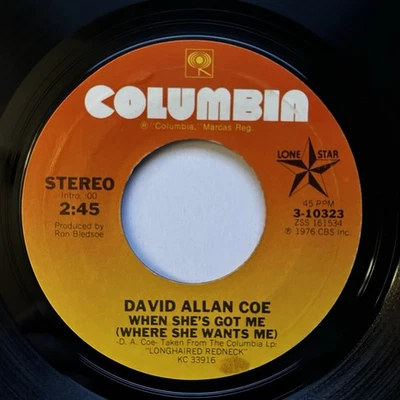 COLUMBIA
® "Columbia," Marcas Reg.
LONE STAR
STEREO
Intro. :00
2:45
Produced by
Ron Bledsoe
45 RPM
3-10323
ZSS 161534
℗ 1976 CBS Inc.
DAVID ALLAN COE
WHEN SHE'S GOT ME
(WHERE SHE WANTS ME)
-D. A. Coe- Taken From The Columbia Lp:
"LONGHAIRED REDNECK"
KC 33916